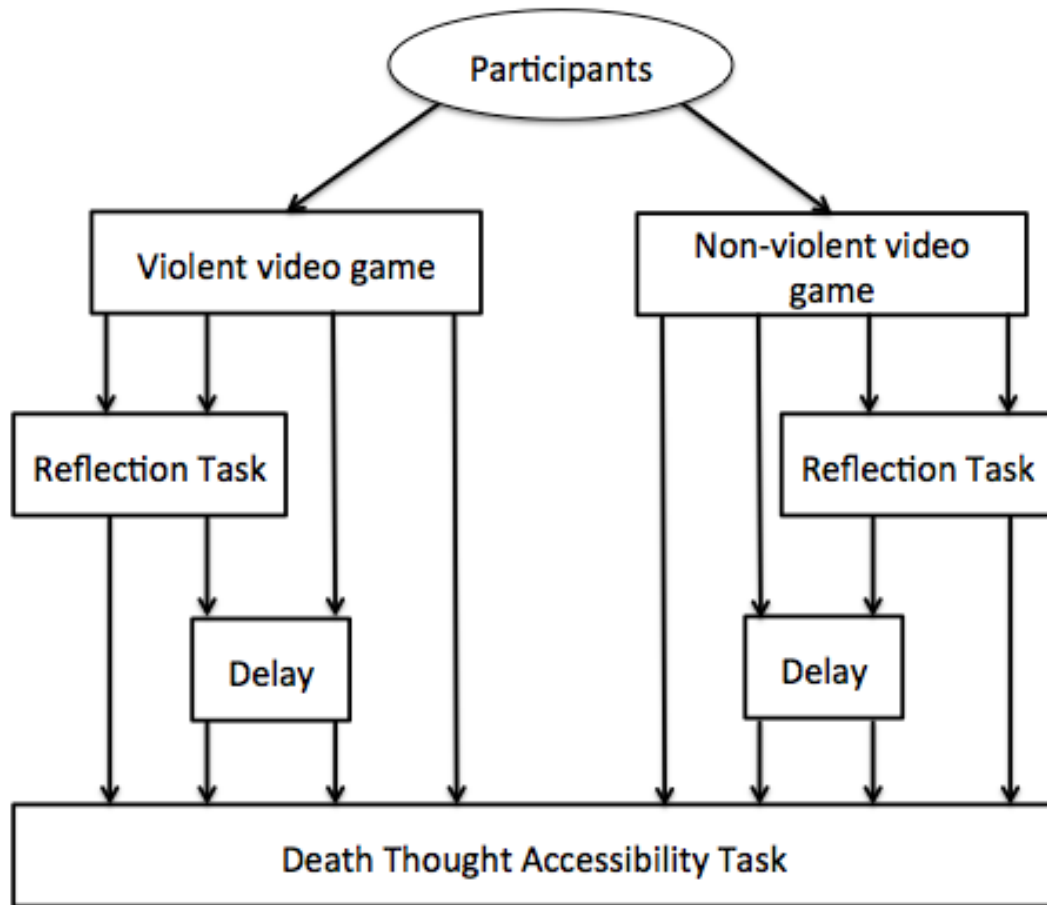 Participants
Violent video game
Non-violent video
game
Reflection Task
Reflection Task
Delay
Delay
Death Thought Accessibility Task